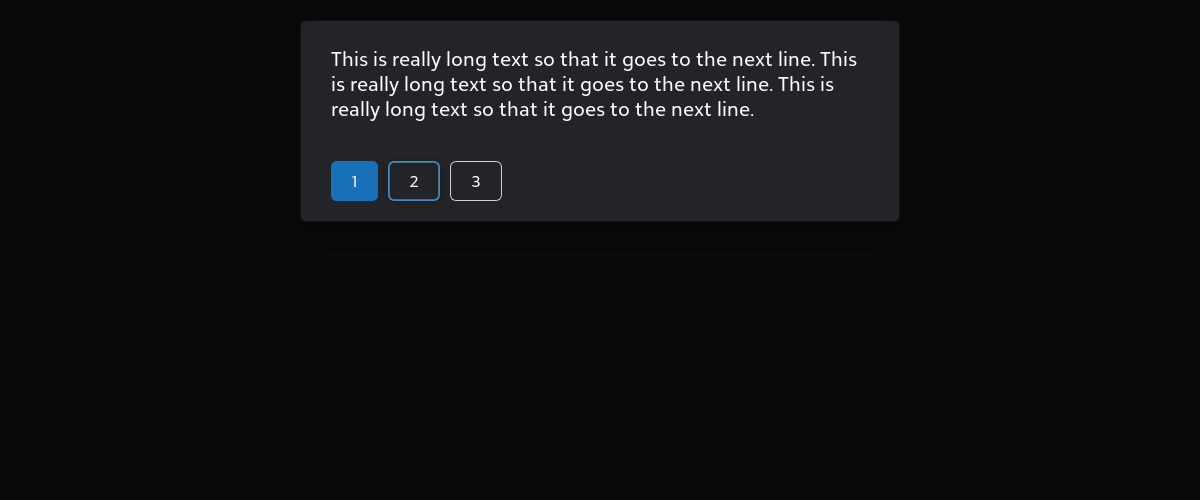 This is really long text so that it goes to the next line. This
is really long text so that it goes to the next line. This is
really long text so that it goes to the next line.
1 2 3